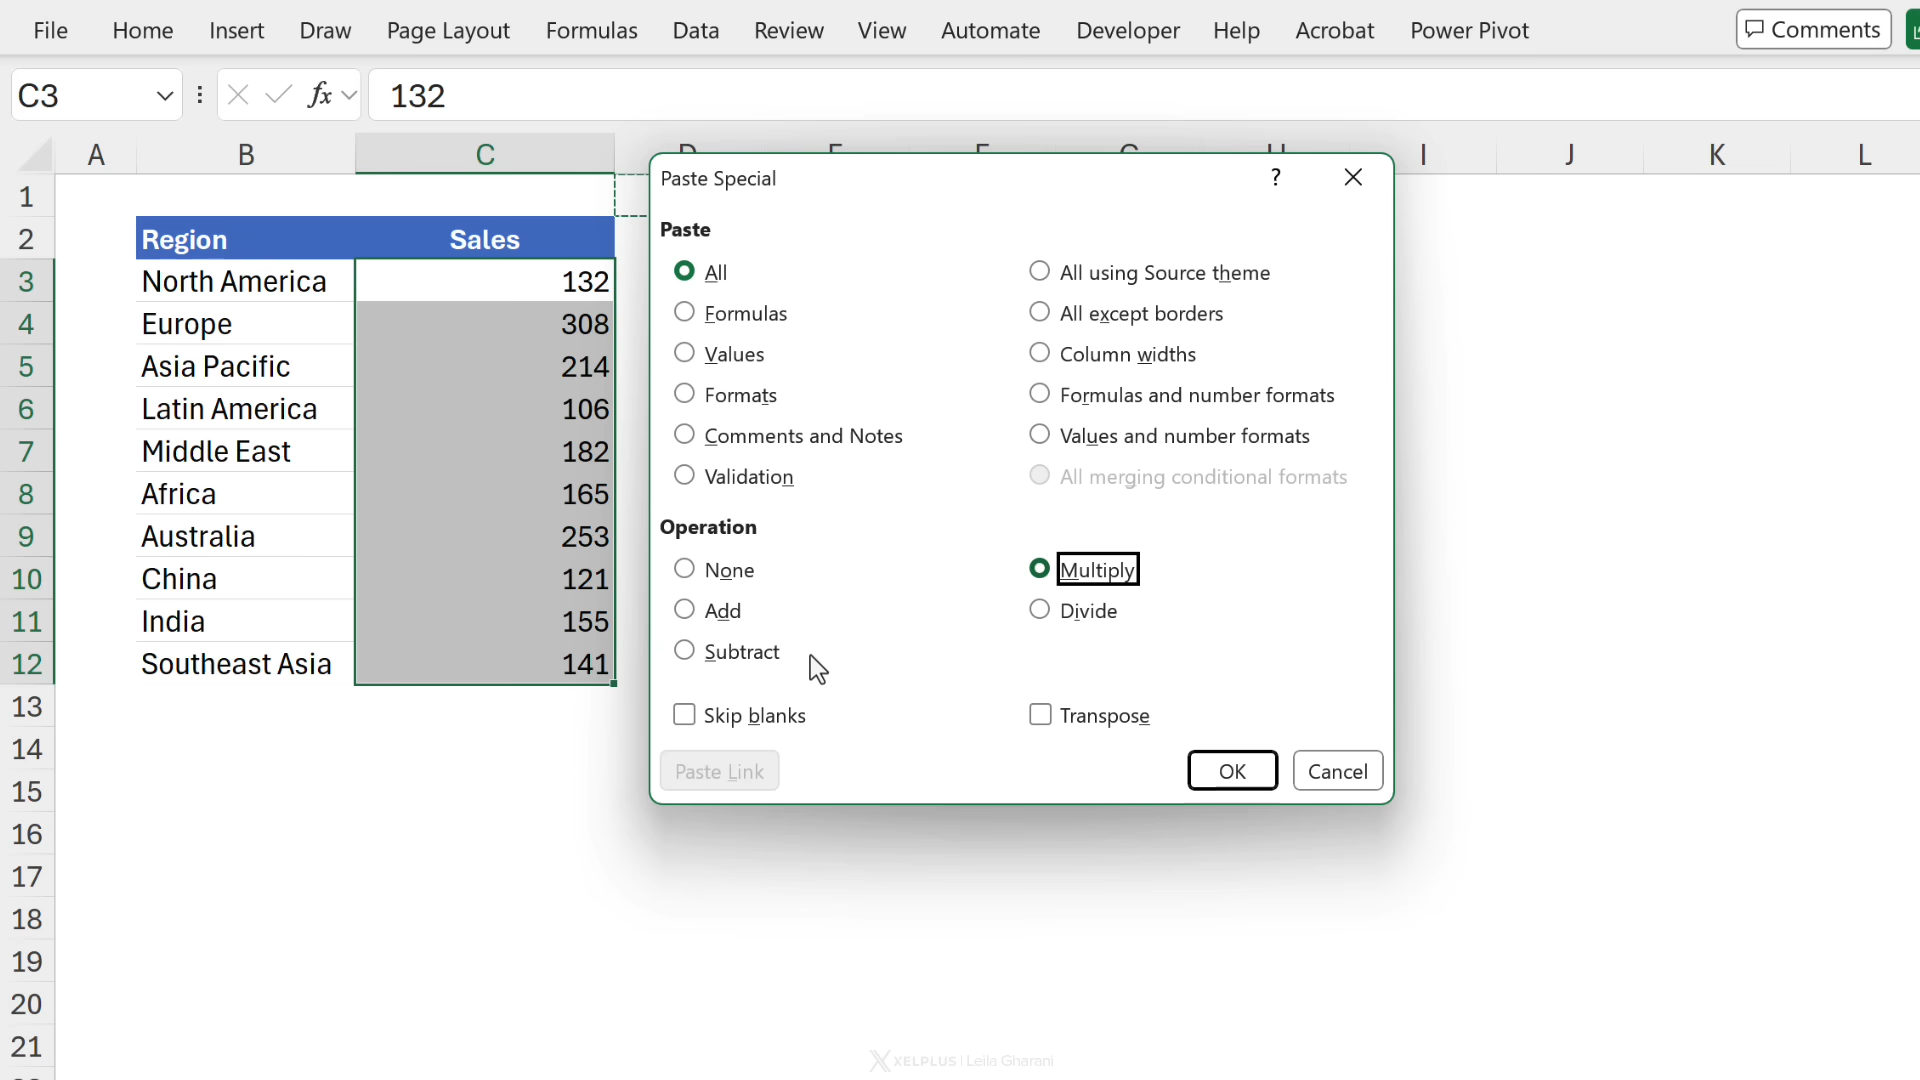 File Home Insert Draw Page Layout Formulas Data Review View Automate Developer Help Acrobat Power Pivot Comments
C3 fx 132
A B C I J K L
1
2 Region Sales
3 North America 132
4 Europe 308
5 Asia Pacific 214
6 Latin America 106
7 Middle East 182
8 Africa 165
9 Australia 253
10 China 121
11 India 155
12 Southeast Asia 141
13
14
15
16
17
18
19
20
21
Paste Special ?
Paste
All All using Source theme
Formulas All except borders
Values Column widths
Formats Formulas and number formats
Comments and Notes Values and number formats
Validation All merging conditional formats
Operation
None Multiply
Add Divide
Subtract
Skip blanks Transpose
Paste Link OK Cancel
XELPLUS | Leila Gharani